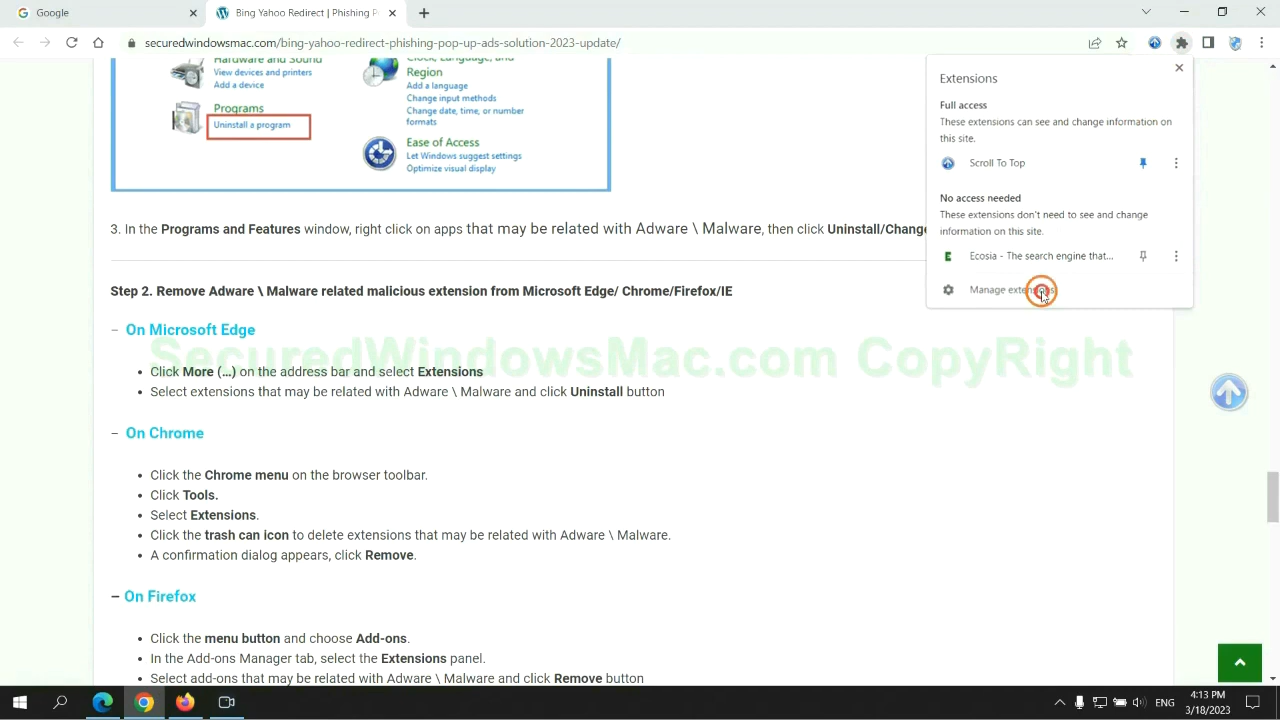 Google
Bing Yahoo Redirect | Phishing P
securedwindowsmac.com/bing-yahoo-redirect-phishing-pop-up-ads-solution-2023-update/
Hardware and Sound
View devices and printers
Add a device
Programs
Uninstall a program
Clock, Language, and
Region
Add a language
Change input methods
Change date, time, or number
formats
Ease of Access
Let Windows suggest settings
Optimize visual display
Extensions
Full access
These extensions can see and change information on
this site.
Scroll To Top
No access needed
These extensions don't need to see and change
information on this site.
Ecosia - The search engine that...
Manage extensions
3. In the Programs and Features window, right click on apps that may be related with Adware \ Malware, then click Uninstall/Change
Step 2. Remove Adware \ Malware related malicious extension from Microsoft Edge/ Chrome/Firefox/IE
– On Microsoft Edge
SecuredWindowsMac.com CopyRight
• Click More (…) on the address bar and select Extensions
• Select extensions that may be related with Adware \ Malware and click Uninstall button
– On Chrome
• Click the Chrome menu on the browser toolbar.
• Click Tools.
• Select Extensions.
• Click the trash can icon to delete extensions that may be related with Adware \ Malware.
• A confirmation dialog appears, click Remove.
– On Firefox
• Click the menu button and choose Add-ons.
• In the Add-ons Manager tab, select the Extensions panel.
• Select add-ons that may be related with Adware \ Malware and click Remove button
ENG
4:13 PM
3/18/2023